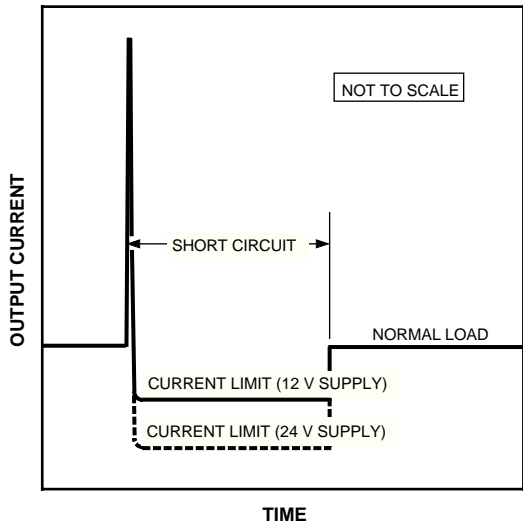 NOT TO SCALE
OUTPUT CURRENT
SHORT CIRCUIT
NORMAL LOAD
CURRENT LIMIT (12 V SUPPLY)
CURRENT LIMIT (24 V SUPPLY)
TIME